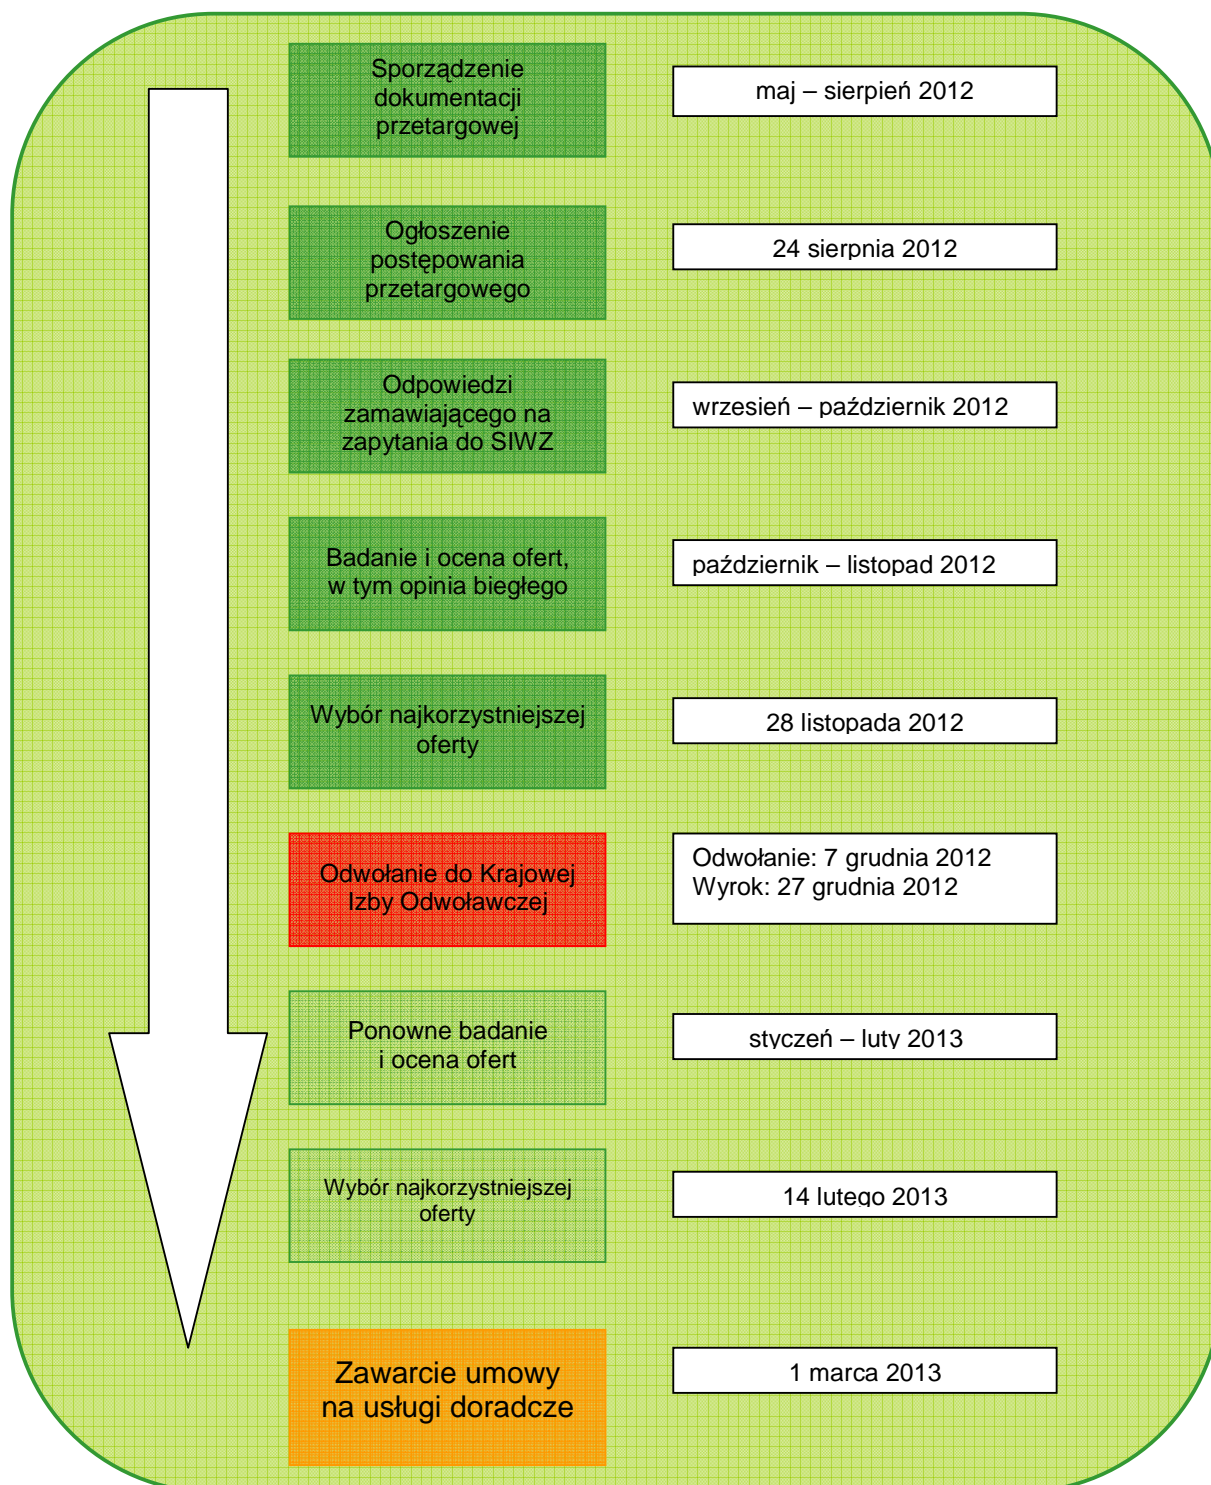 Sporządzenie
dokumentacji
przetargowej
maj – sierpień 2012
Ogłoszenie
postępowania
przetargowego
24 sierpnia 2012
Odpowiedzi
zamawiającego na
zapytania do SIWZ
wrzesień – październik 2012
Badanie i ocena ofert,
w tym opinia biegłego
październik – listopad 2012
Wybór najkorzystniejszej
oferty
28 listopada 2012
Odwołanie do Krajowej
Izby Odwoławczej
Odwołanie: 7 grudnia 2012
Wyrok: 27 grudnia 2012
Ponowne badanie
i ocena ofert
styczeń – luty 2013
Wybór najkorzystniejszej
oferty
14 lutego 2013
Zawarcie umowy
na usługi doradcze
1 marca 2013